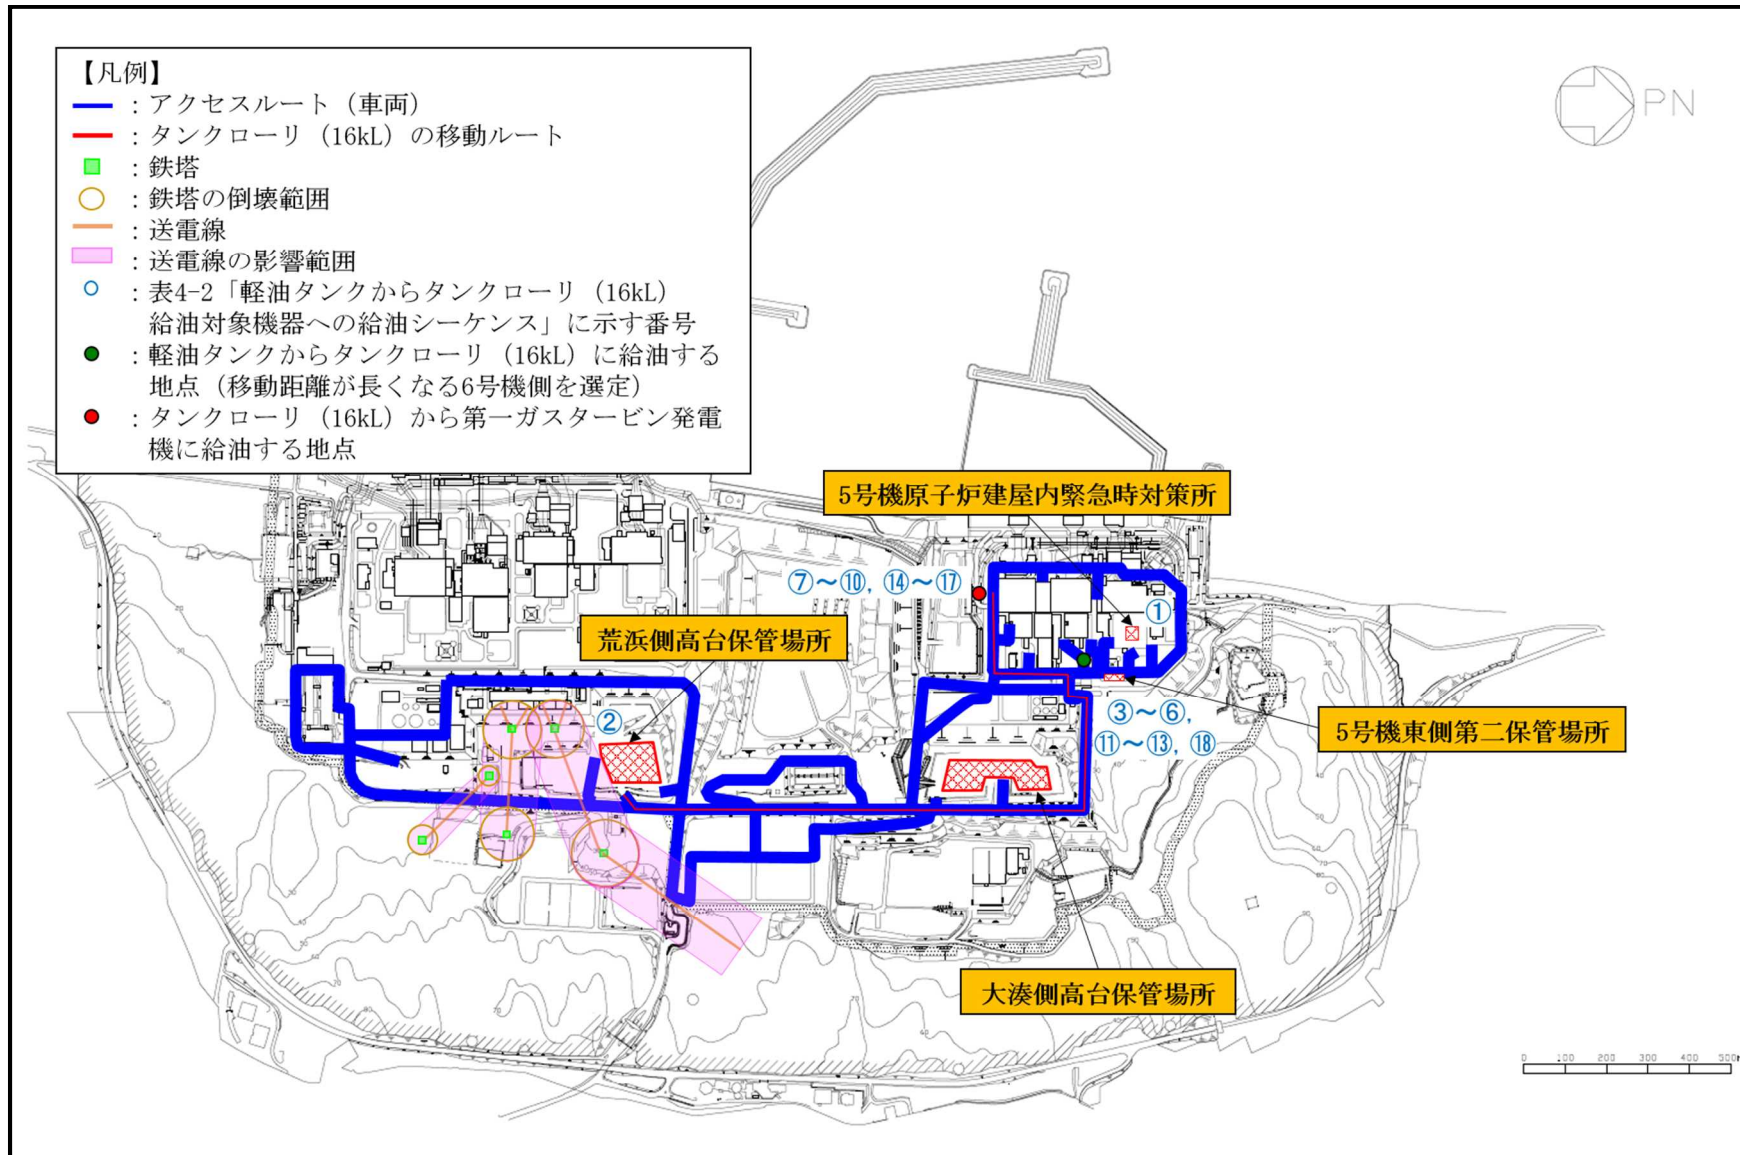 【凡例】
：アクセスルート（車両）
：タンクローリ（16kL）の移動ルート
：鉄塔
：鉄塔の倒壊範囲
：送電線
：送電線の影響範囲
：表4-2「軽油タンクからタンクローリ（16kL）
給油対象機器への給油シーケンス」に示す番号
：軽油タンクからタンクローリ（16kL）に給油する
地点（移動距離が長くなる6号機側を選定）
：タンクローリ（16kL）から第一ガスタービン発電
機に給油する地点
PN
5号機原子炉建屋内緊急時対策所
⑦～⑩，⑭～⑰
①
荒浜側高台保管場所
②
③～⑥，
⑪～⑬，⑱
5号機東側第二保管場所
大湊側高台保管場所
0 100 200 300 400 500m